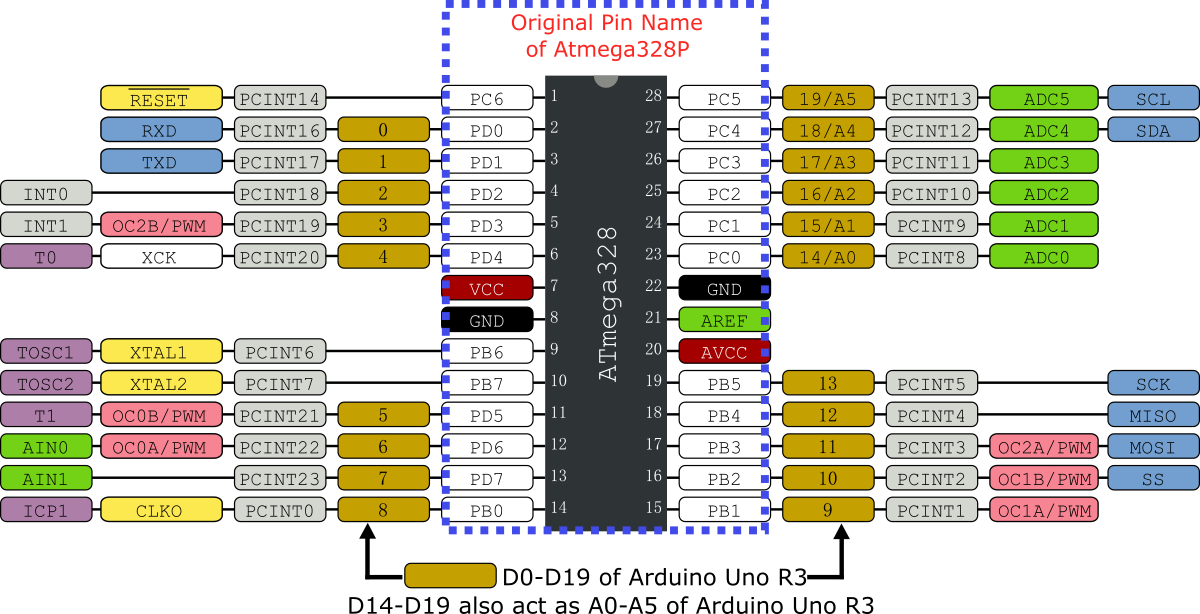 Original Pin Name
of Atmega328P
RESET PCINT14 PC6 1 28 PC5 19/A5 PCINT13 ADC5 SCL
RXD PCINT16 0 PD0 2 27 PC4 18/A4 PCINT12 ADC4 SDA
TXD PCINT17 1 PD1 3 26 PC3 17/A3 PCINT11 ADC3
INT0 PCINT18 2 PD2 4 25 PC2 16/A2 PCINT10 ADC2
INT1 OC2B/PWM PCINT19 3 PD3 5 24 PC1 15/A1 PCINT9 ADC1
T0 XCK PCINT20 4 PD4 6 23 PC0 14/A0 PCINT8 ADC0
VCC 7 22 GND
GND 8 21 AREF
ATmega328
TOSC1 XTAL1 PCINT6 PB6 9 20 AVCC
TOSC2 XTAL2 PCINT7 PB7 10 19 PB5 13 PCINT5 SCK
T1 OC0B/PWM PCINT21 5 PD5 11 18 PB4 12 PCINT4 MISO
AIN0 OC0A/PWM PCINT22 6 PD6 12 17 PB3 11 PCINT3 OC2A/PWM MOSI
AIN1 PCINT23 7 PD7 13 16 PB2 10 PCINT2 OC1B/PWM SS
ICP1 CLKO PCINT0 8 PB0 14 15 PB1 9 PCINT1 OC1A/PWM
D0-D19 of Arduino Uno R3
D14-D19 also act as A0-A5 of Arduino Uno R3